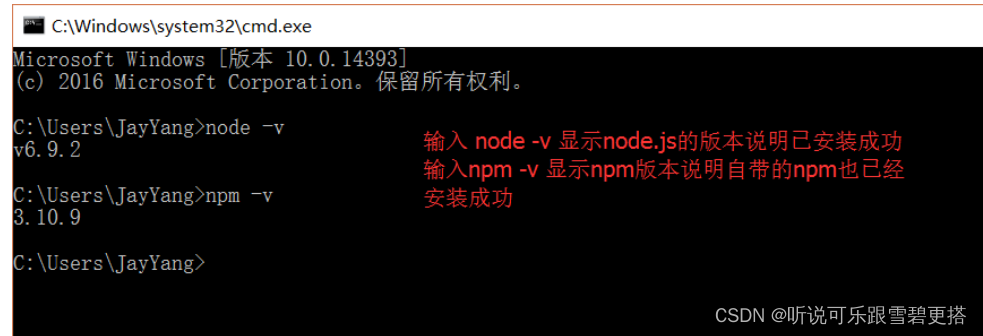 C:\Windows\system32\cmd.exe
Microsoft Windows [版本 10.0.14393]
(c) 2016 Microsoft Corporation。保留所有权利。
C:\Users\JayYang>node -v
v6.9.2
输入 node -v 显示node.js的版本说明已安装成功
输入npm -v 显示npm版本说明自带的npm也已经
安装成功
C:\Users\JayYang>npm -v
3.10.9
C:\Users\JayYang>
CSDN @听说可乐跟雪碧更搭